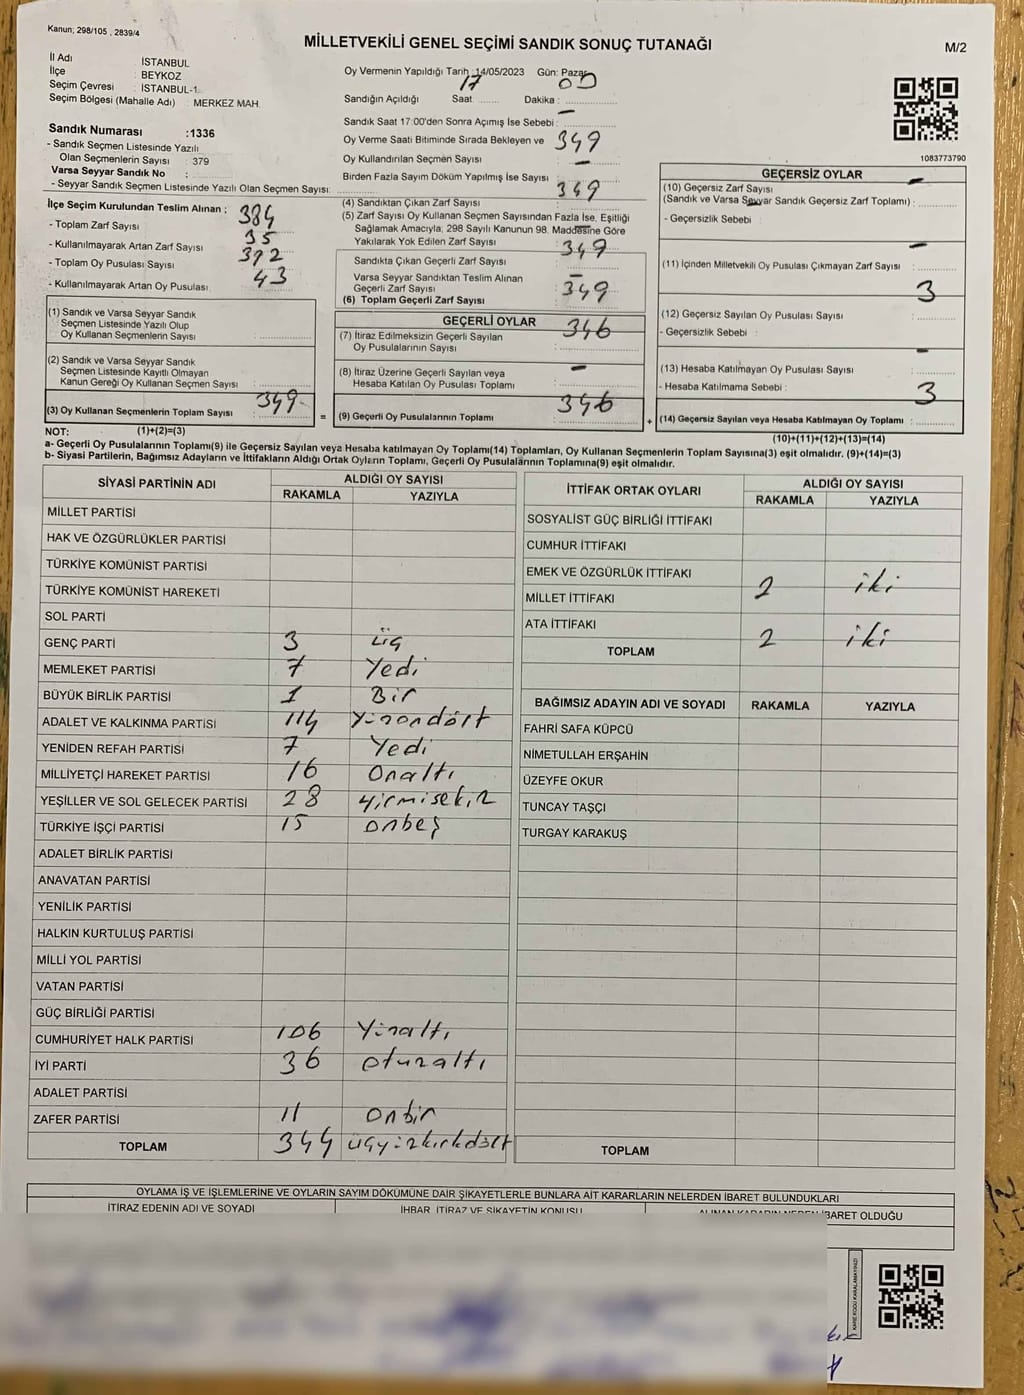 Kanun; 298/105 , 2839/4
MİLLETVEKİLİ GENEL SEÇİMİ SANDIK SONUÇ TUTANAĞI
M/2
İl Adı : İSTANBUL
İlçe : BEYKOZ
Seçim Çevresi : İSTANBUL-1
Seçim Bölgesi (Mahalle Adı) : MERKEZ MAH.
Sandık Numarası :1336
- Sandık Seçmen Listesinde Yazılı
Olan Seçmenlerin Sayısı : 379
Varsa Seyyar Sandık No :
- Seyyar Sandık Seçmen Listesinde Yazılı Olan Seçmen Sayısı:
İlçe Seçim Kurulundan Teslim Alınan ;
- Toplam Zarf Sayısı 384
- Kullanılmayarak Artan Zarf Sayısı 35
- Toplam Oy Pusulası Sayısı 392
- Kullanılmayarak Artan Oy Pusulası 43
(1) Sandık ve Varsa Seyyar Sandık
Seçmen Listesinde Yazılı Olup
Oy Kullanan Seçmenlerin Sayısı
(2) Sandık ve Varsa Seyyar Sandık
Seçmen Listesinde Kayıtlı Olmayan
Kanun Gereği Oy Kullanan Seçmen Sayısı
(3) Oy Kullanan Seçmenlerin Toplam Sayısı 349
(1)+(2)=(3)
Oy Vermenin Yapıldığı Tarih :14/05/2023 Gün: Pazar
Sandığın Açıldığı Saat 17 Dakika : 00
Sandık Saat 17:00'den Sonra Açımış İse Sebebi :
Oy Verme Saati Bitiminde Sırada Bekleyen ve 349
Oy Kullandırılan Seçmen Sayısı
Birden Fazla Sayım Döküm Yapılmış İse Sayısı -
(4) Sandıktan Çıkan Zarf Sayısı 349
(5) Zarf Sayısı Oy Kullanan Seçmen Sayısından Fazla İse, Eşitliği
Sağlamak Amacıyla; 298 Sayılı Kanunun 98. Maddesine Göre
Yakılarak Yok Edilen Zarf Sayısı -
Sandıkta Çıkan Geçerli Zarf Sayısı 349
Varsa Seyyar Sandıktan Teslim Alınan
Geçerli Zarf Sayısı -
(6) Toplam Geçerli Zarf Sayısı 349
GEÇERLİ OYLAR
(7) İtiraz Edilmeksizin Geçerli Sayılan
Oy Pusulalarının Sayısı 346
(8) İtiraz Üzerine Geçerli Sayılan veya
Hesaba Katılan Oy Pusulası Toplamı -
= (9) Geçerli Oy Pusulalarının Toplamı 346
1083773790
GEÇERSİZ OYLAR
(10) Geçersiz Zarf Sayısı -
(Sandık ve Varsa Seyyar Sandık Geçersiz Zarf Toplamı) :
- Geçersizlik Sebebi :
(11) İçinden Milletvekili Oy Pusulası Çıkmayan Zarf Sayısı : -
(12) Geçersiz Sayılan Oy Pusulası Sayısı 3
- Geçersizlik Sebebi :
(13) Hesaba Katılmayan Oy Pusulası Sayısı -
- Hesaba Katılmama Sebebi :
+ (14) Geçersiz Sayılan veya Hesaba Katılmayan Oy Toplamı : 3
(10)+(11)+(12)+(13)=(14)
NOT:
a- Geçerli Oy Pusulalarının Toplamı(9) ile Geçersiz Sayılan veya Hesaba katılmayan Oy Toplamı(14) Toplamları, Oy Kullanan Seçmenlerin Toplam Sayısına(3) eşit olmalıdır. (9)+(14)=(3)
b- Siyasi Partilerin, Bağımsız Adayların ve İttifakların Aldığı Ortak Oyların Toplamı, Geçerli Oy Pusulalarının Toplamına(9) eşit olmalıdır.
SİYASİ PARTİNİN ADI ALDIĞI OY SAYISI
RAKAMLA YAZIYLA
MİLLET PARTİSİ
HAK VE ÖZGÜRLÜKLER PARTİSİ
TÜRKİYE KOMÜNİST PARTİSİ
TÜRKİYE KOMÜNİST HAREKETİ
SOL PARTİ
GENÇ PARTİ 3 üç
MEMLEKET PARTİSİ 7 Yedi
BÜYÜK BİRLİK PARTİSİ 1 Bir
ADALET VE KALKINMA PARTİSİ 114 Yüzondört
YENİDEN REFAH PARTİSİ 7 Yedi
MİLLİYETÇİ HAREKET PARTİSİ 16 Onaltı
YEŞİLLER VE SOL GELECEK PARTİSİ 28 yirmisekiz
TÜRKİYE İŞÇİ PARTİSİ 15 onbeş
ADALET BİRLİK PARTİSİ
ANAVATAN PARTİSİ
YENİLİK PARTİSİ
HALKIN KURTULUŞ PARTİSİ
MİLLİ YOL PARTİSİ
VATAN PARTİSİ
GÜÇ BİRLİĞİ PARTİSİ
CUMHURİYET HALK PARTİSİ 106 Yüzaltı
İYİ PARTİ 36 otuzaltı
ADALET PARTİSİ
ZAFER PARTİSİ 11 onbir
TOPLAM 344 üçyüzkırkdört
İTTİFAK ORTAK OYLARI ALDIĞI OY SAYISI
RAKAMLA YAZIYLA
SOSYALİST GÜÇ BİRLİĞİ İTTİFAKI
CUMHUR İTTİFAKI
EMEK VE ÖZGÜRLÜK İTTİFAKI
MİLLET İTTİFAKI 2 iki
ATA İTTİFAKI
TOPLAM 2 iki
BAĞIMSIZ ADAYIN ADI VE SOYADI RAKAMLA YAZIYLA
FAHRİ SAFA KÜPCÜ
NİMETULLAH ERŞAHİN
ÜZEYFE OKUR
TUNCAY TAŞÇI
TURGAY KARAKUŞ
TOPLAM
OYLAMA İŞ VE İŞLEMLERİNE VE OYLARIN SAYIM DÖKÜMÜNE DAİR ŞİKAYETLERLE BUNLARA AİT KARARLARIN NELERDEN İBARET BULUNDUKLARI
İTİRAZ EDENİN ADI VE SOYADI İHBAR, İTİRAZ VE ŞİKAYETİN KONUSU ALINAN KARARIN NEDEN İBARET OLDUĞU
KAREKODU KARALAMAYINIZ!